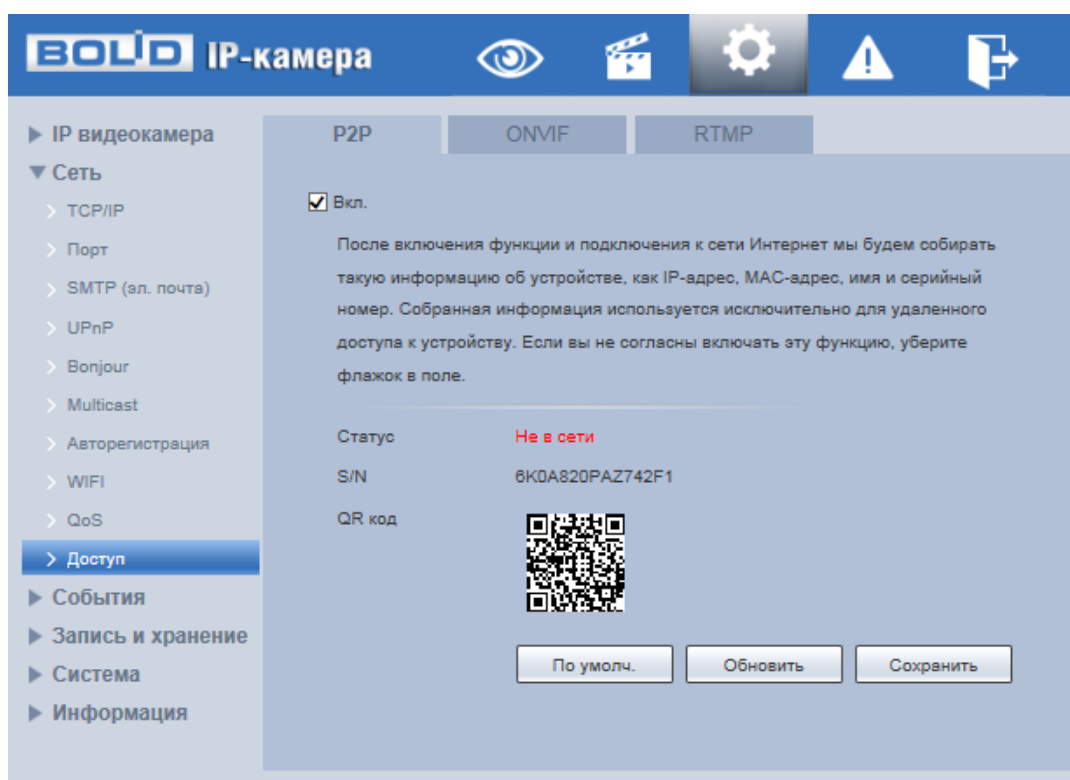 BOLID IP-камера
IP видеокамера
Сеть
TCP/IP
Порт
SMTP (эл. почта)
UPnP
Bonjour
Multicast
Авторегистрация
WIFI
QoS
Доступ
События
Запись и хранение
Система
Информация
P2P
ONVIF
RTMP
Вкл.
После включения функции и подключения к сети Интернет мы будем собирать
такую информацию об устройстве, как IP-адрес, MAC-адрес, имя и серийный
номер. Собранная информация используется исключительно для удаленного
доступа к устройству. Если вы не согласны включать эту функцию, уберите
флажок в поле.
Статус Не в сети
S/N 6K0A820PAZ742F1
QR код
По умолч. Обновить Сохранить